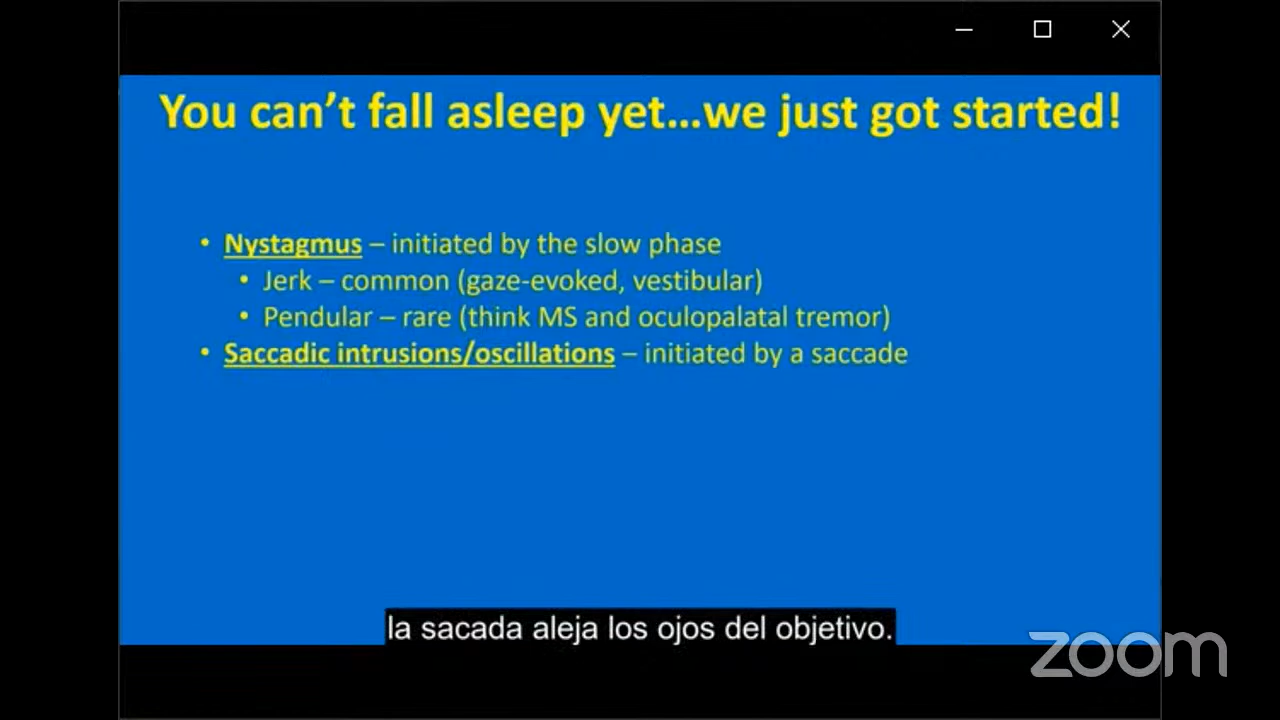 You can't fall asleep yet...we just got started!
• Nystagmus – initiated by the slow phase
• Jerk – common (gaze-evoked, vestibular)
• Pendular – rare (think MS and oculopalatal tremor)
• Saccadic intrusions/oscillations – initiated by a saccade
la sacada aleja los ojos del objetivo.
zoom